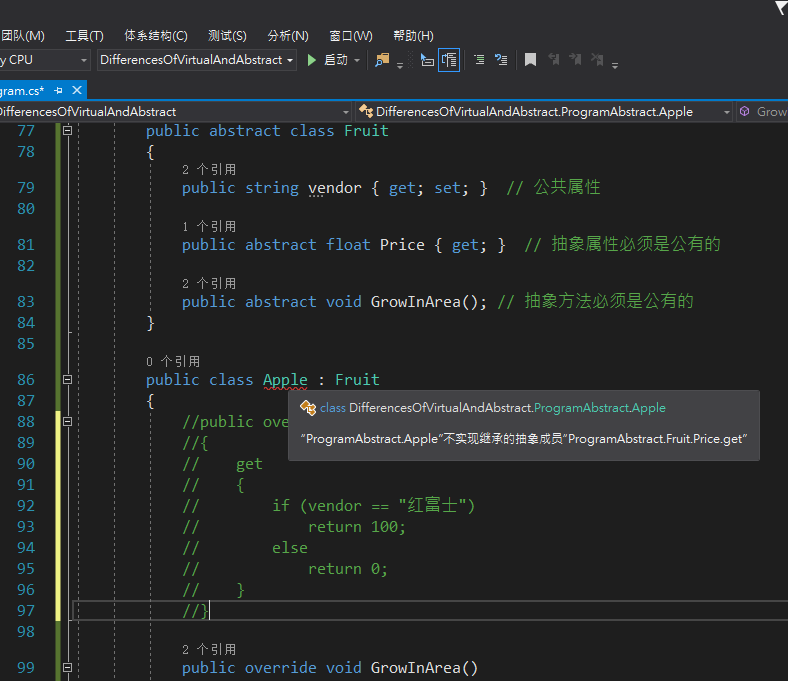 团队(M) 工具(T) 体系结构(C) 测试(S) 分析(N) 窗口(W) 帮助(H)
y CPU DifferencesOfVirtualAndAbstract 启动
gram.cs*
DifferencesOfVirtualAndAbstract DifferencesOfVirtualAndAbstract.ProgramAbstract.Apple Grow
77 public abstract class Fruit
78 {
2 个引用
79 public string vendor { get; set; } // 公共属性
80
1 个引用
81 public abstract float Price { get; } // 抽象属性必须是公有的
82
2 个引用
83 public abstract void GrowInArea(); // 抽象方法必须是公有的
84 }
85
0 个引用
86 public class Apple : Fruit
87 {
class DifferencesOfVirtualAndAbstract.ProgramAbstract.Apple
88 //public ove
"ProgramAbstract.Apple"不实现继承的抽象成员"ProgramAbstract.Fruit.Price.get"
89 //{
90 // get
91 // {
92 // if (vendor == "红富士")
93 // return 100;
94 // else
95 // return 0;
96 // }
97 //}
98
2 个引用
99 public override void GrowInArea()